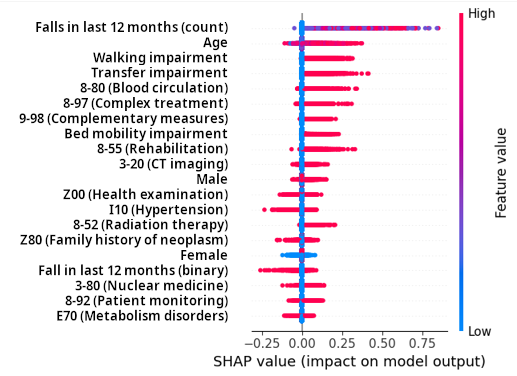 High
Falls in last 12 months (count)
Age
Walking impairment
Transfer impairment
8-80 (Blood circulation)
8-97 (Complex treatment)
9-98 (Complementary measures)
Bed mobility impairment
8-55 (Rehabilitation)
3-20 (CT imaging)
Male
Z00 (Health examination)
I10 (Hypertension)
8-52 (Radiation therapy)
Z80 (Family history of neoplasm)
Female
Fall in last 12 months (binary)
3-80 (Nuclear medicine)
8-92 (Patient monitoring)
E70 (Metabolism disorders)
Feature value
Low
−0.25 0.00 0.25 0.50 0.75
SHAP value (impact on model output)